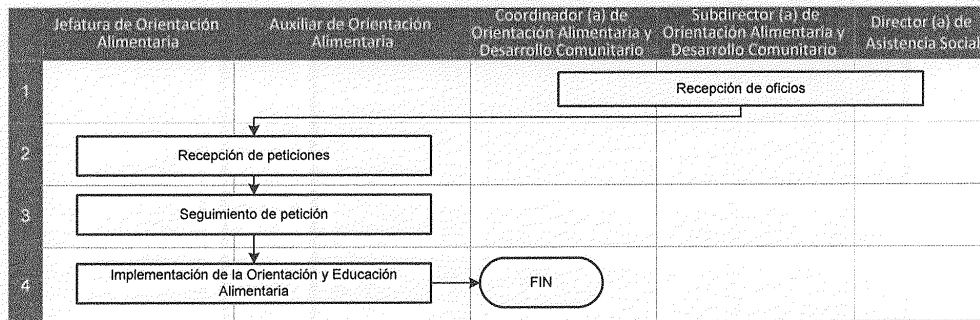 Jefatura de Orientación
Alimentaria
Auxiliar de Orientación
Alimentaria
Coordinador (a) de
Orientación Alimentaria y
Desarrollo Comunitario
Subdirector (a) de
Orientación Alimentaria y
Desarrollo Comunitario
Director (a) de
Asistencia Social
1
Recepción de oficios
2
Recepción de peticiones
3
Seguimiento de petición
4
Implementación de la Orientación y Educación
Alimentaria
FIN